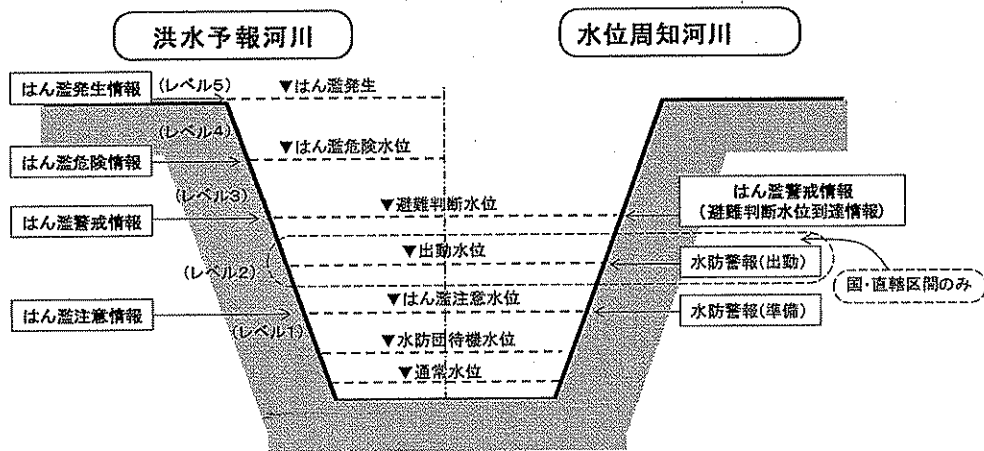 洪水予報河川
水位周知河川
はん濫発生情報
(レベル5)
▼はん濫発生
(レベル4)
▼はん濫危険水位
はん濫危険情報
(レベル3)
▼避難判断水位
はん濫警戒情報
はん濫警戒情報
(避難判断水位到達情報)
▼出動水位
水防警報(出動)
(レベル2)
国・直轄区間のみ
▼はん濫注意水位
はん濫注意情報
水防警報(準備)
(レベル1)
▼水防団待機水位
▼通常水位